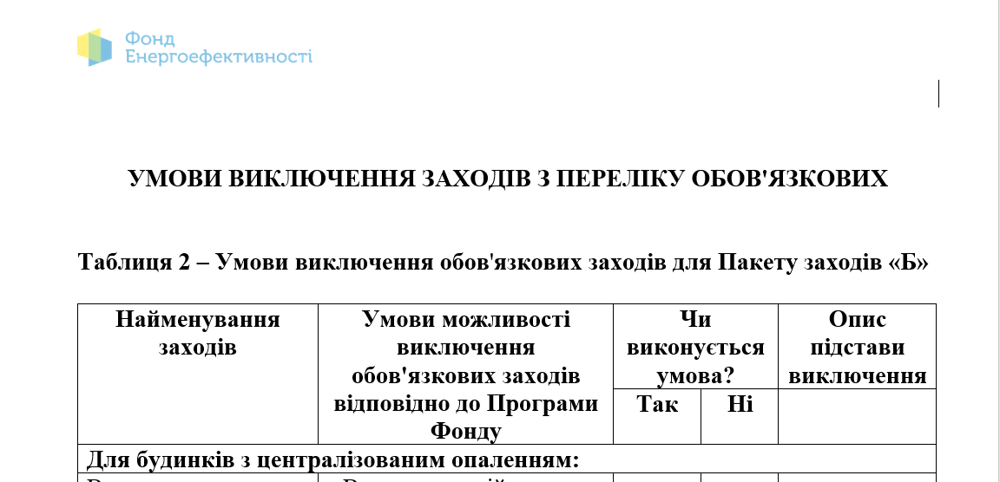 Фонд
Енергоефективності
УМОВИ ВИКЛЮЧЕННЯ ЗАХОДІВ З ПЕРЕЛІКУ ОБОВ'ЯЗКОВИХ
Таблиця 2 – Умови виключення обов'язкових заходів для Пакету заходів «Б»
Найменування
заходів
Умови можливості
виключення
обов'язкових заходів
відповідно до Програми
Фонду
Чи
виконується
умова?
Опис
підстави
виключення
Так
Ні
Для будинків з централізованим опаленням: